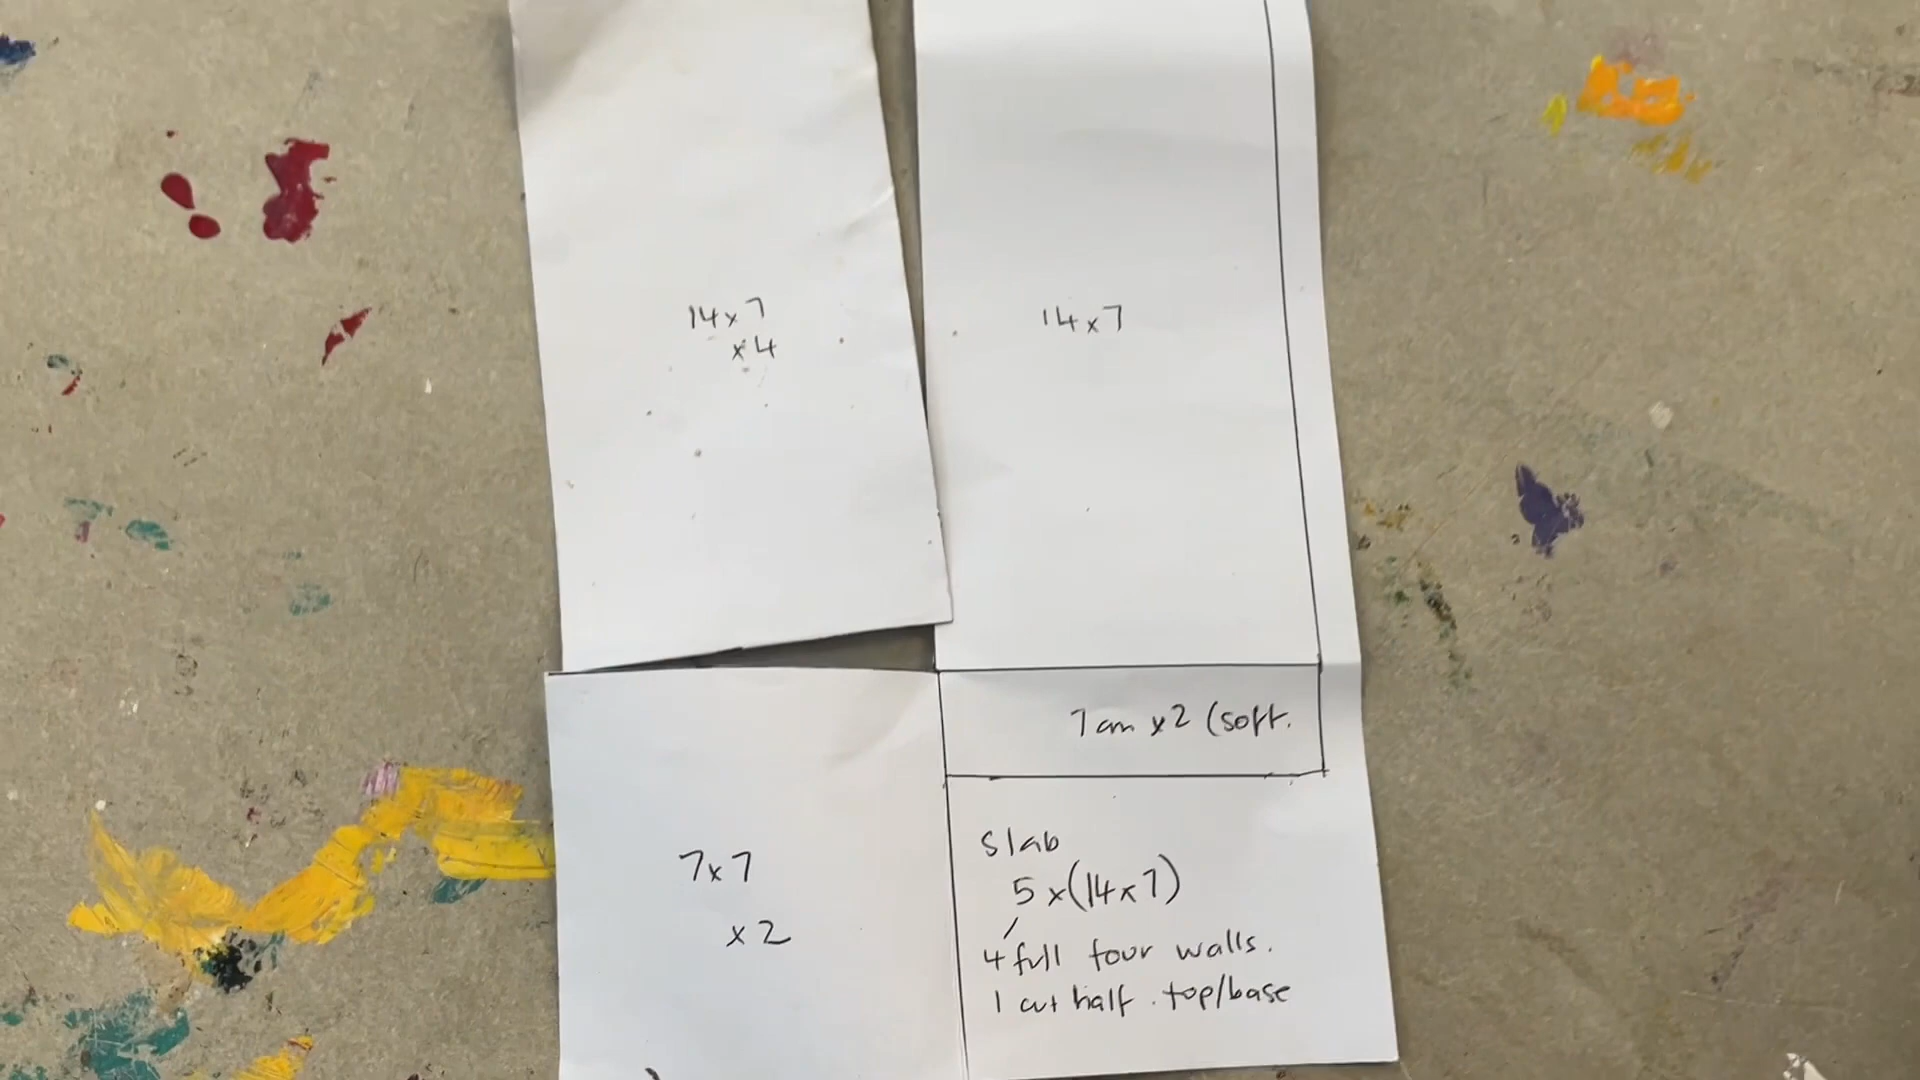 14x7
x4
14x7
7cm x2 (soft.
7x7
x2
Slab
5x(14x7)
4 full four walls.
1 cut half . top/base